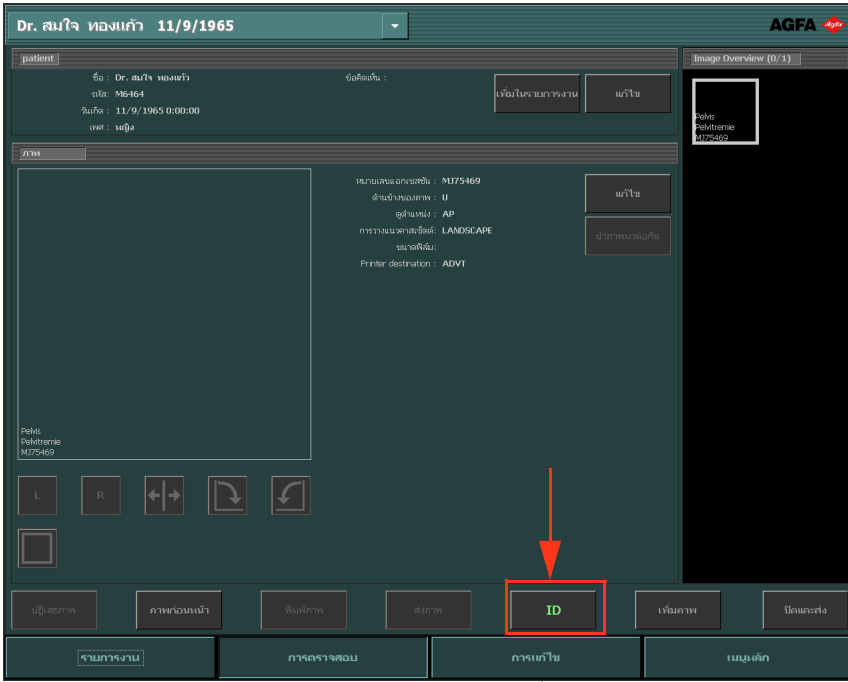 Dr. สมใจ ทองแก้ว 11/9/1965
AGFA Agfa
patient
ชื่อ : Dr. สมใจ ทองแก้ว
รหัส: M6464
วันเกิด : 11/9/1965 0:00:00
เพศ : หญิง
ข้อคิดเห็น :
เพิ่มในรายการงาน
แก้ไข
Image Overview (0/1)
Pelvis
Pelvitremie
MJ75469
ภาพ
หมายเลขแอกเซสชัน : MJ75469
ด้านข้างของภาพ : U
ดูตำแหน่ง : AP
การวางแนวคาสเซ็ตต์: LANDSCAPE
ขนาดฟิล์ม:
Printer destination : ADVT
แก้ไข
นำภาพมาต่อกัน
Pelvis
Pelvitremie
MJ75469
L R
ปฏิเสธภาพ
ภาพก่อนหน้า
พิมพ์ภาพ
ส่งภาพ
ID
เพิ่มภาพ
ปิดและส่ง
รายการงาน
การตรวจสอบ
การแก้ไข
เมนูหลัก